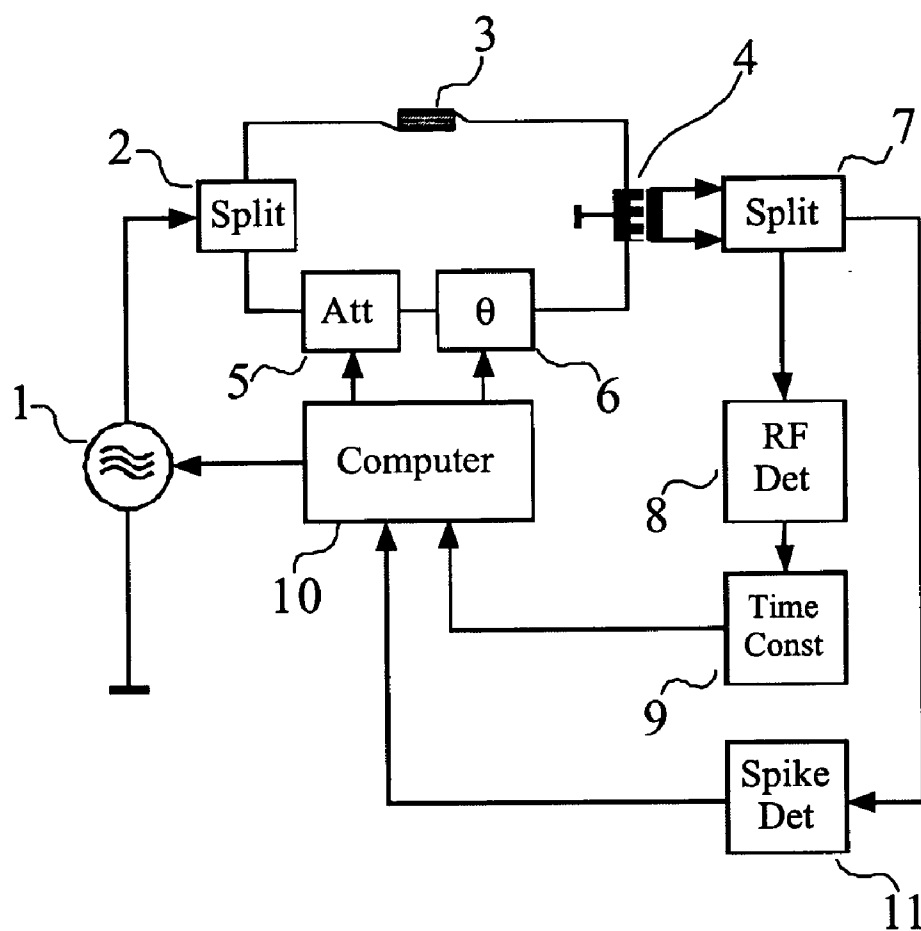 3
4
2
7
Split
Split
Att
θ
5
6
1
Computer
RF
Det
8
10
Time
Const
9
Spike
Det
11